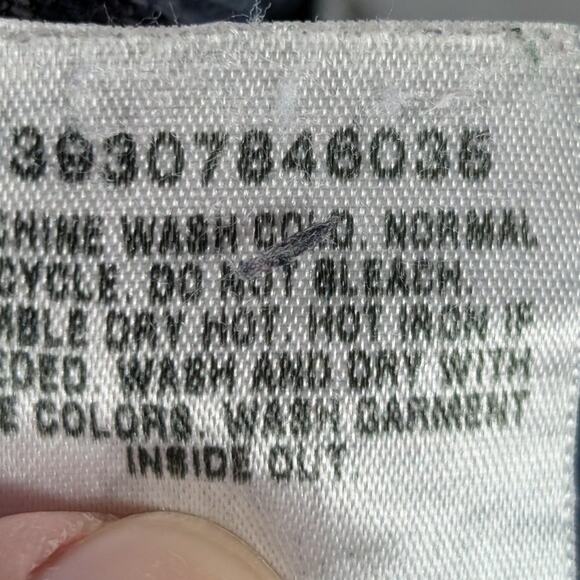 39307846035
CHINE WASH COLD. NORMAL
CYCLE. DO NOT BLEACH.
MBLE DRY HOT. HOT IRON IF
EDED. WASH AND DRY WITH
E COLORS. WASH GARMENT
INSIDE OUT.